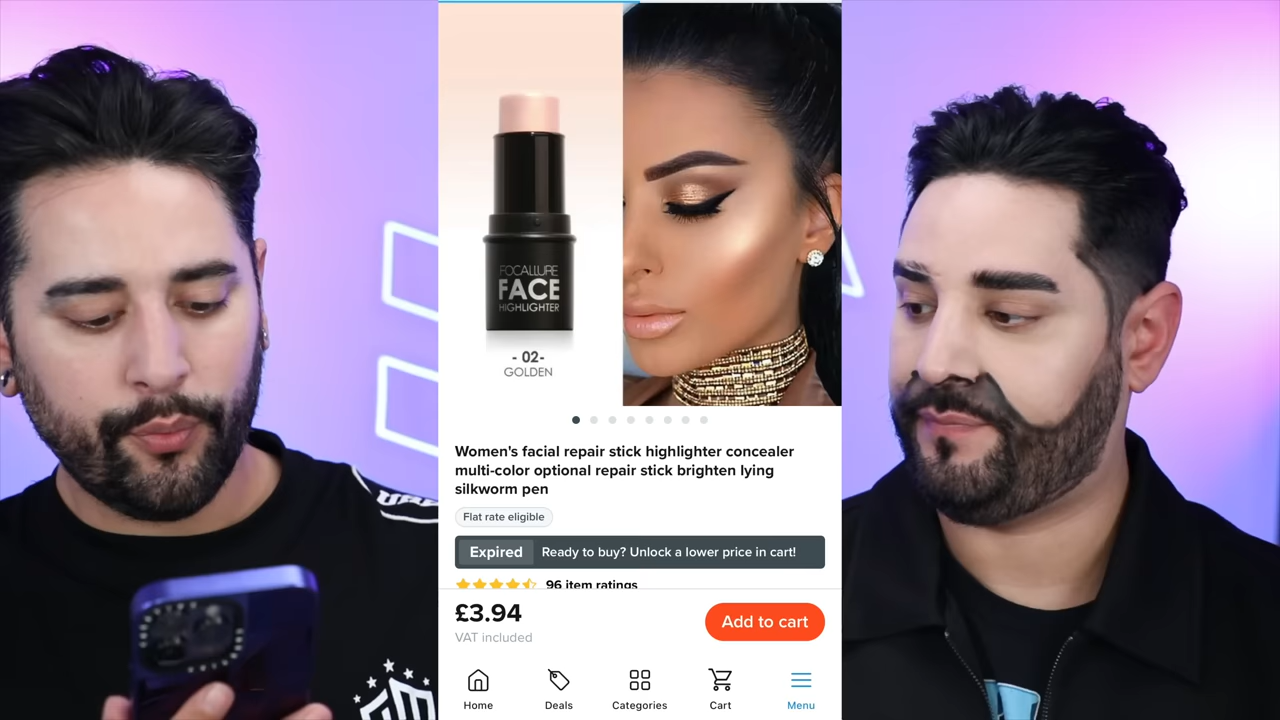 FOCALLURE
FACE
HIGHLIGHTER
- 02-
GOLDEN
Women's facial repair stick highlighter concealer
multi-color optional repair stick brighten lying
silkworm pen
Flat rate eligible
Expired Ready to buy? Unlock a lower price in cart!
96 item ratings
£3.94
VAT included
Add to cart
Home Deals Categories Cart Menu